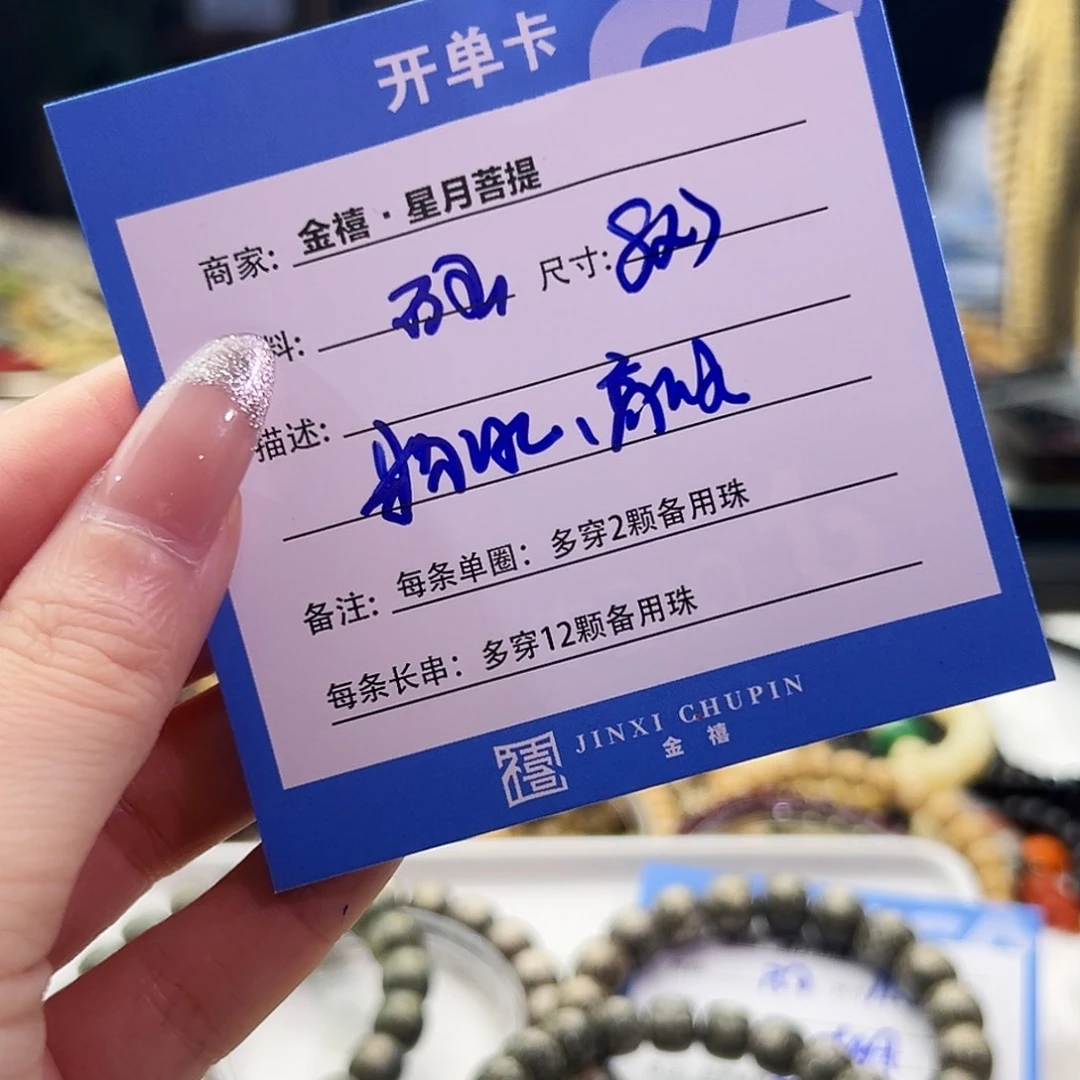 开单卡
商家: 金禧·星月菩提
料:
尺寸:
描述:
备注: 每条单圈：多穿2颗备用珠
每条长串：多穿12颗备用珠
禧 JINXI CHUPIN
金禧